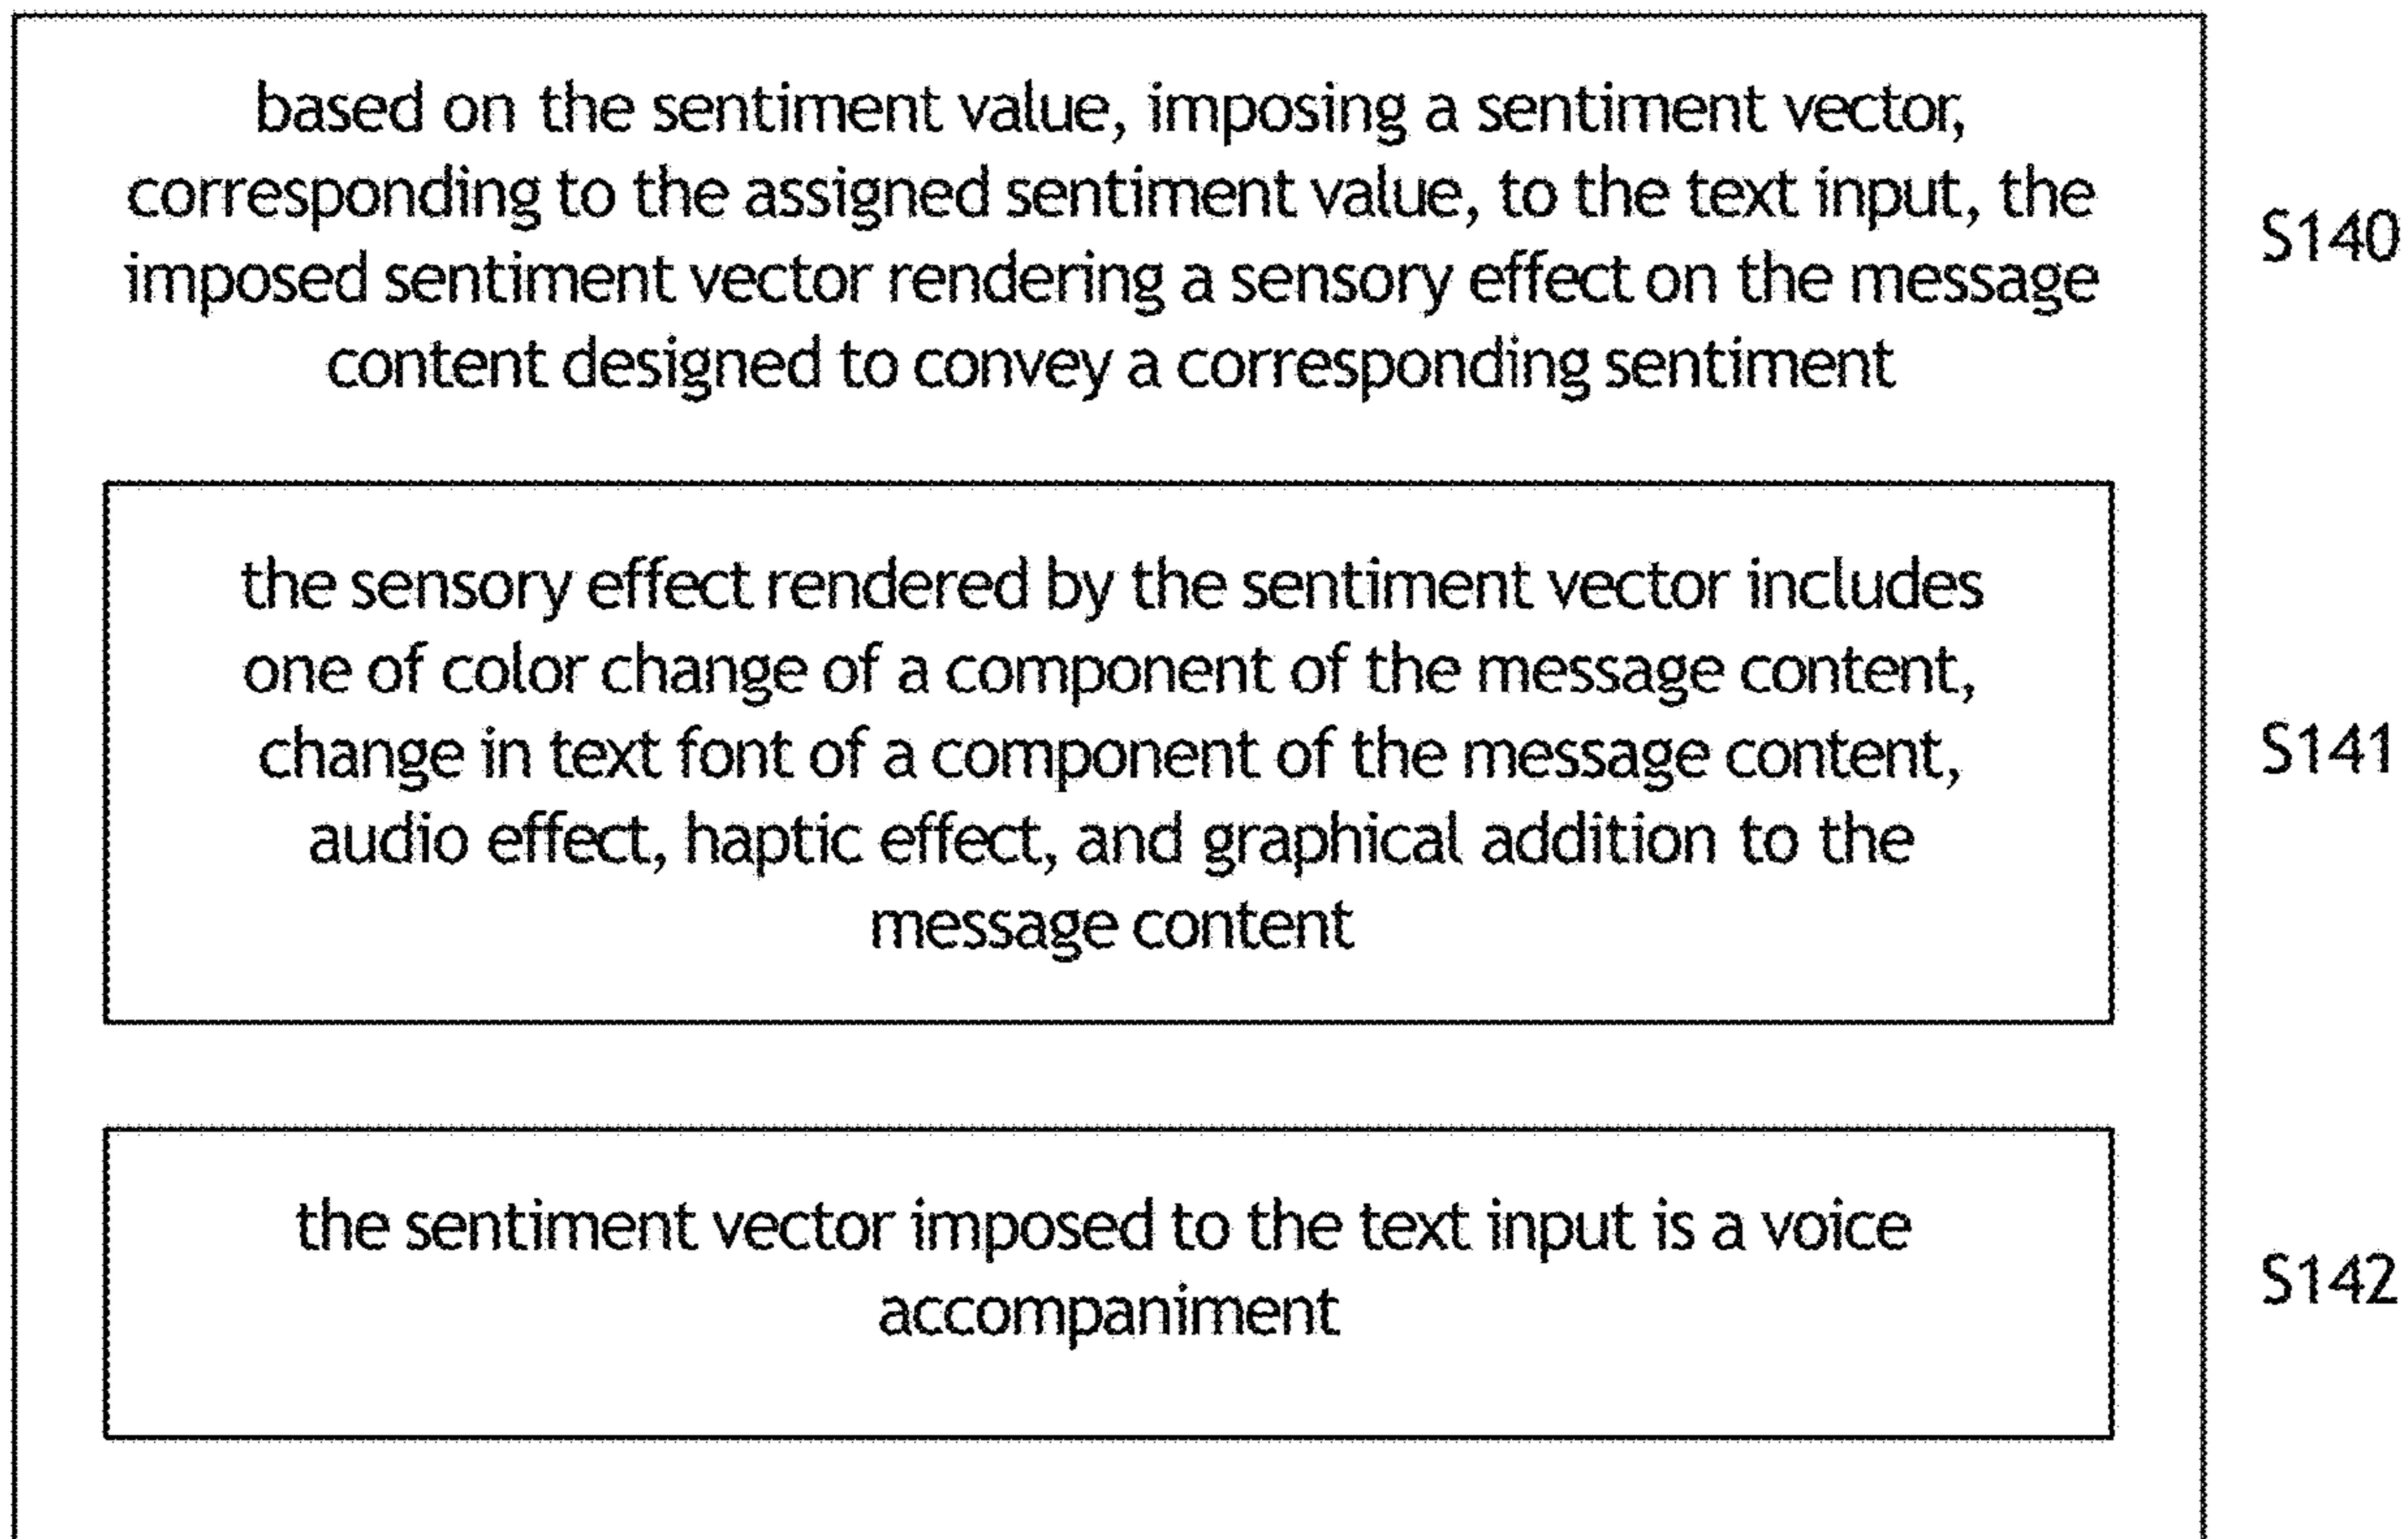 based on the sentiment value, imposing a sentiment vector,
corresponding to the assigned sentiment value, to the text input, the
imposed sentiment vector rendering a sensory effect on the message
content designed to convey a corresponding sentiment
S140
the sensory effect rendered by the sentiment vector includes
one of color change of a component of the message content,
change in text font of a component of the message content,
audio effect, haptic effect, and graphical addition to the
message content
S141
the sentiment vector imposed to the text input is a voice
accompaniment
S142